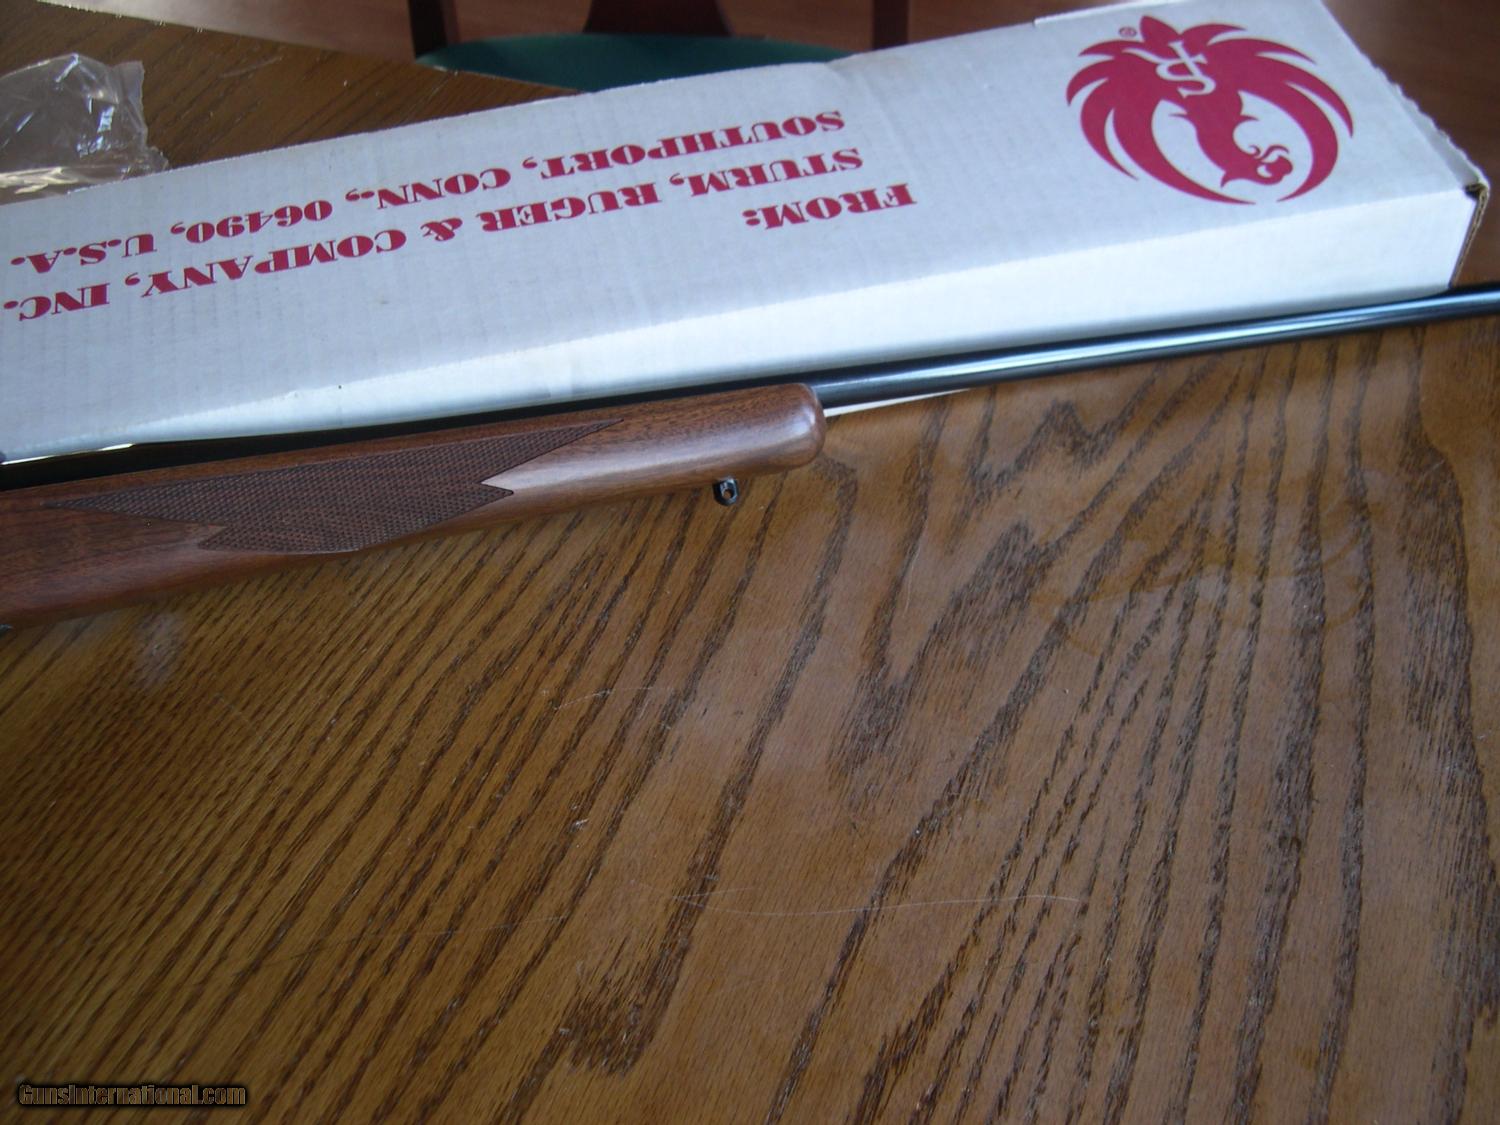 FROM:
STURM, RUGER & COMPANY, INC.
SOUTHPORT, CONN., 06490, U.S.A.
®
GunsInternational.com